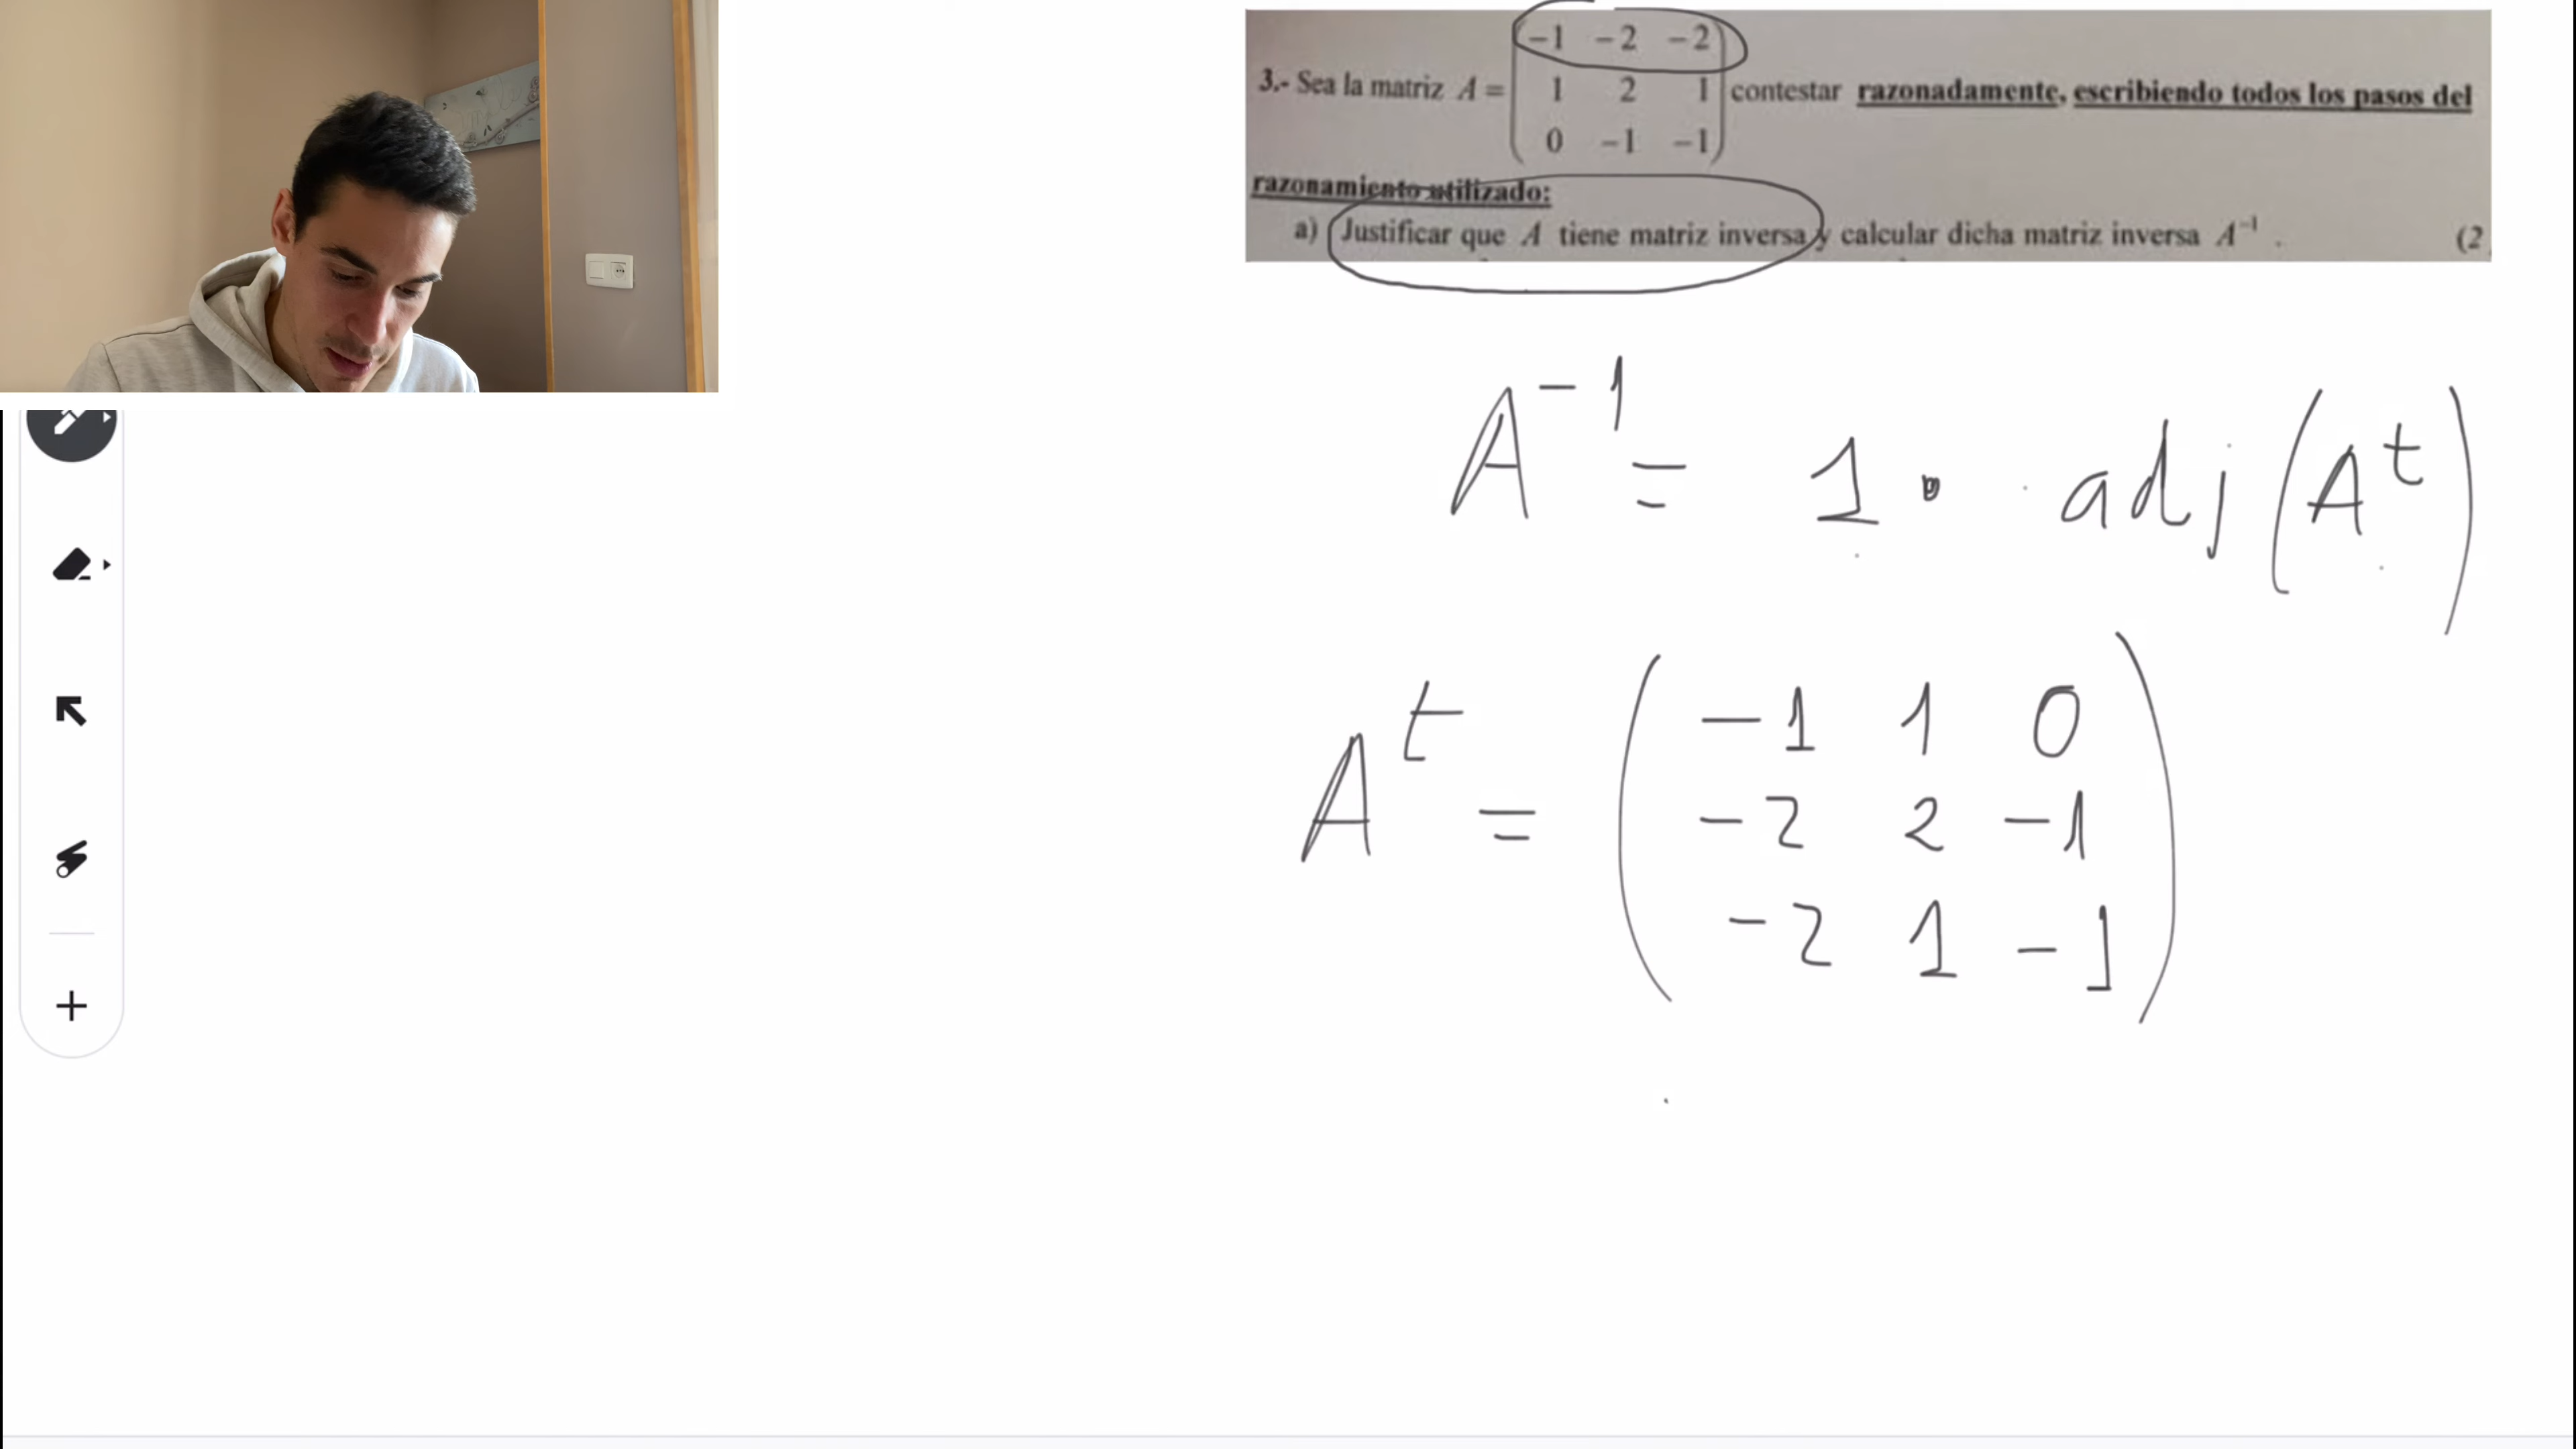 3.- Sea la matriz A = ( -1 -2 -2 contestar razonadamente, escribiendo todos los pasos del
1 2 1
0 -1 -1 )
razonamiento utilizado:
a) Justificar que A tiene matriz inversa y calcular dicha matriz inversa A⁻¹ . (2
A⁻¹ = 1 · adj (Aᵗ)
Aᵗ = ( -1 1 0
-2 2 -1
-2 1 -1 )